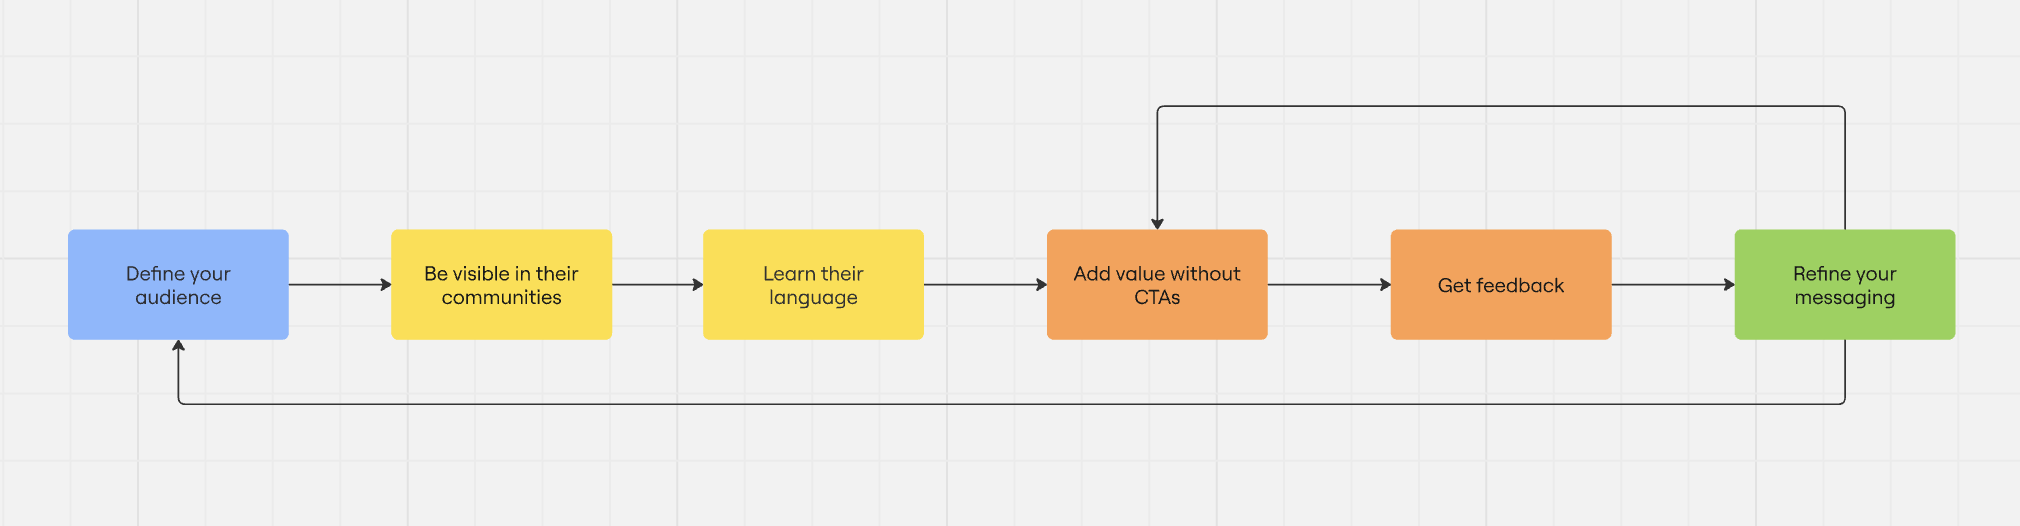 Define your
audience
Be visible in their
communities
Learn their
language
Add value without
CTAs
Get feedback
Refine your
messaging